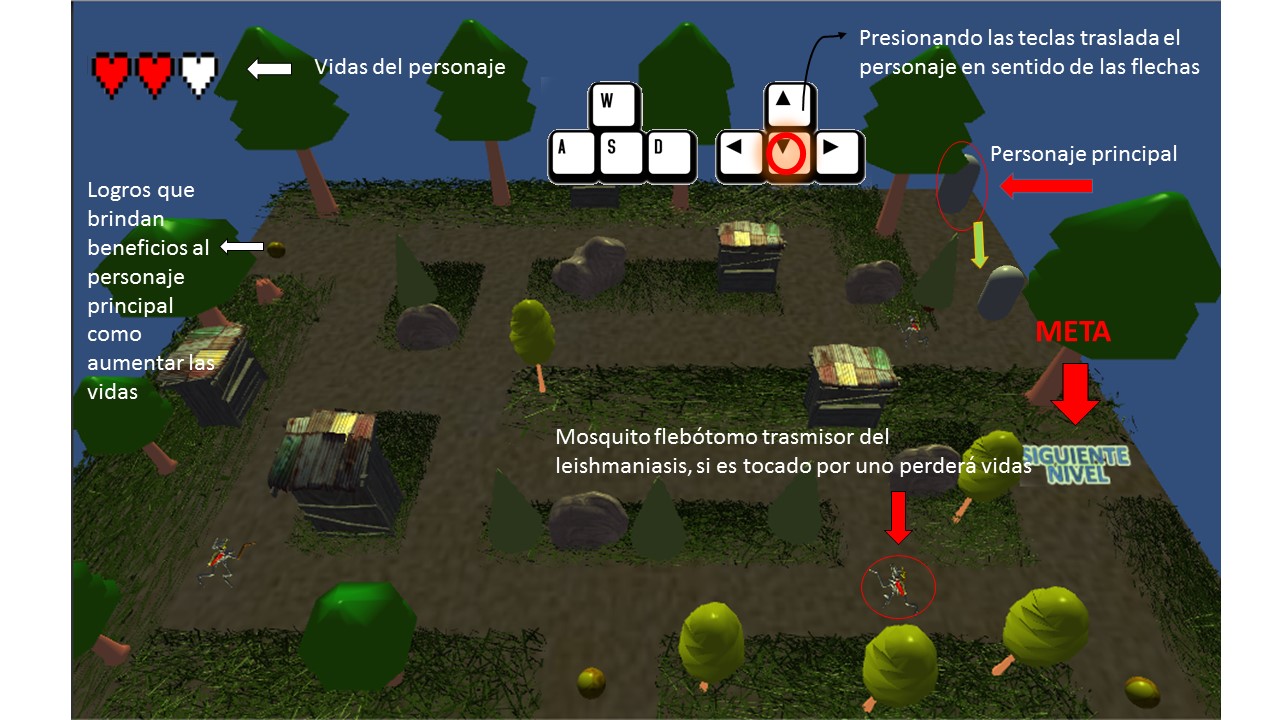 Vidas del personaje
Presionando las teclas traslada el
personaje en sentido de las flechas
W
A
S
D
Personaje principal
Logros que
brindan
beneficios al
personaje
principal
como
aumentar las
vidas
META
Mosquito flebótomo trasmisor del
leishmaniasis, si es tocado por uno perderá vidas
SIGUIENTE
NIVEL